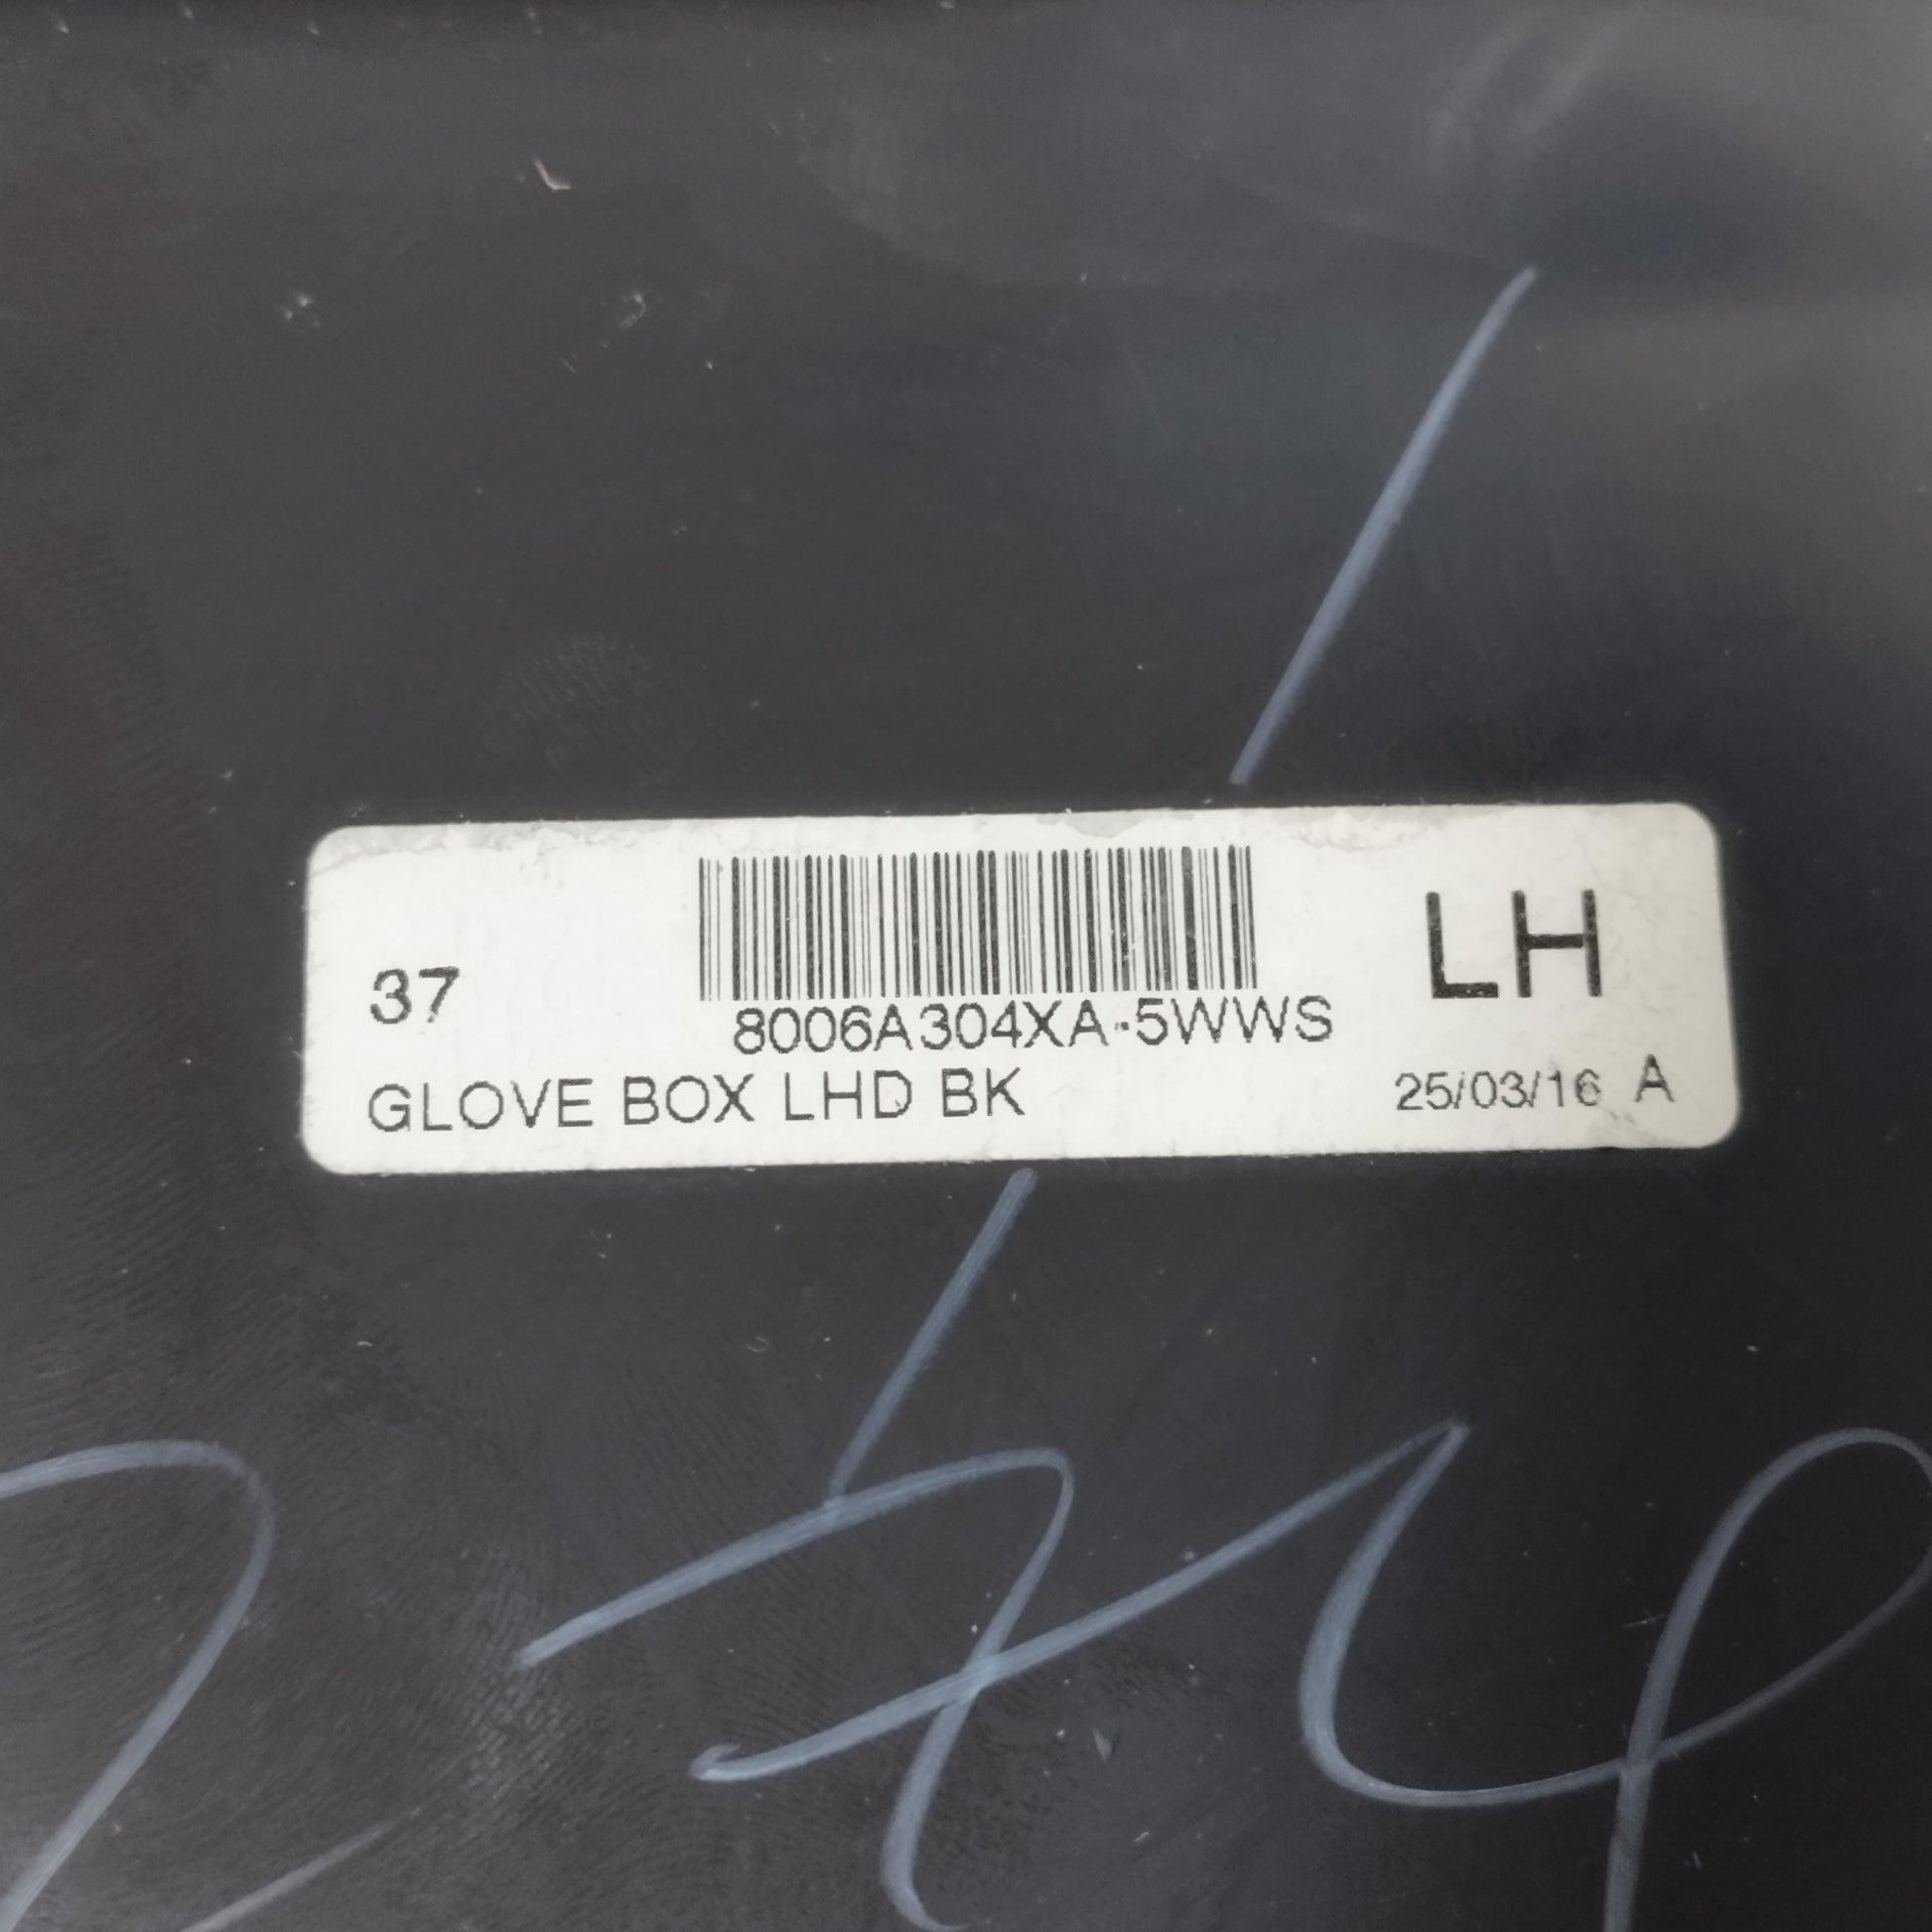 37
8006A304XA-5WWS
LH
GLOVE BOX LHD BK
25/03/16 A